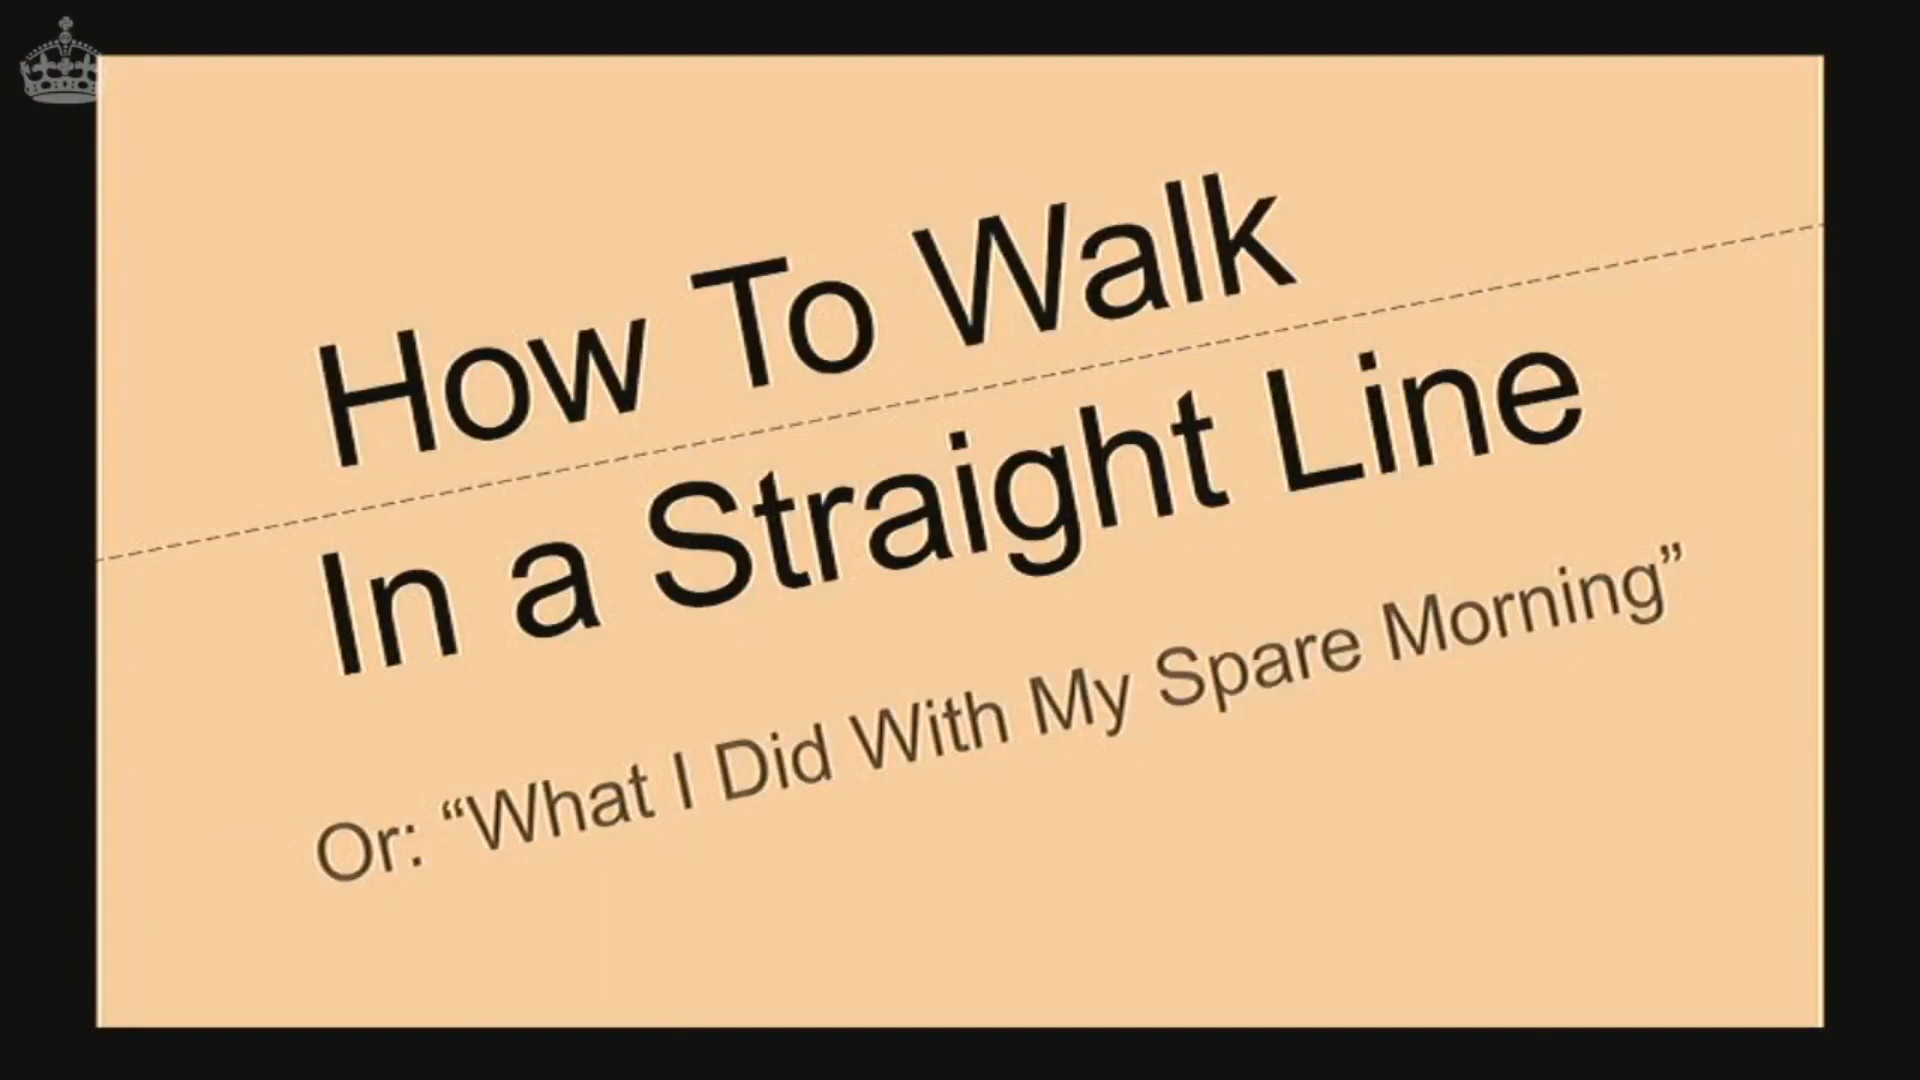 How To Walk
In a Straight Line
Or: “What I Did With My Spare Morning”